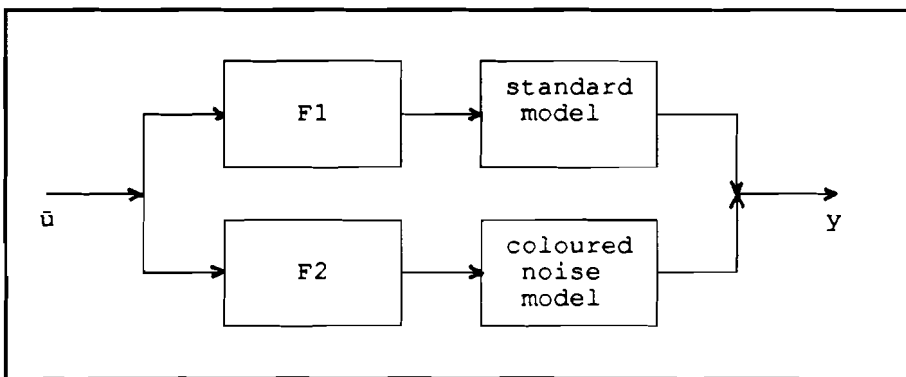 F1
standard
model
ū
y
F2
coloured
noise
model